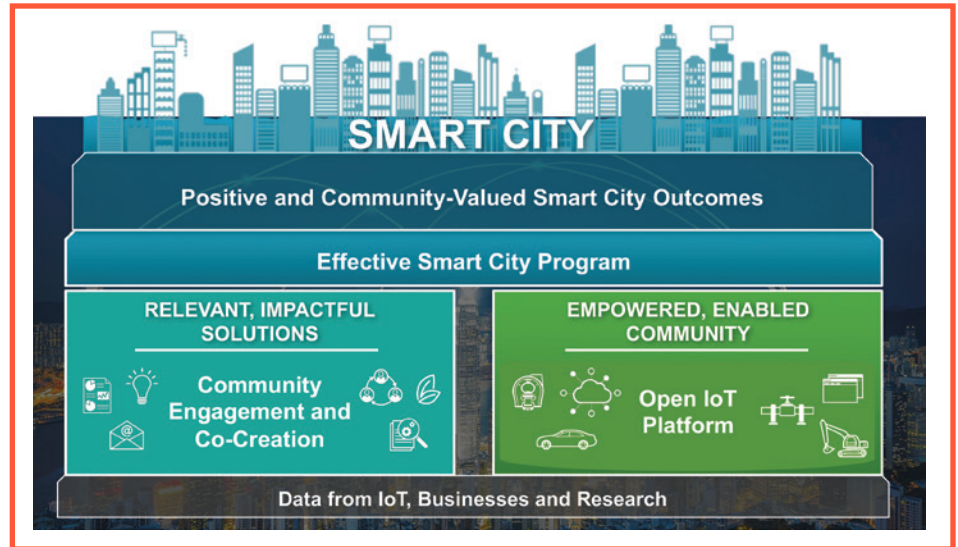 SMART CITY
Positive and Community-Valued Smart City Outcomes
Effective Smart City Program
RELEVANT, IMPACTFUL
SOLUTIONS
Community
Engagement and
Co-Creation
@
EMPOWERED, ENABLED
COMMUNITY
Open IoT
Platform
Data from IoT, Businesses and Research